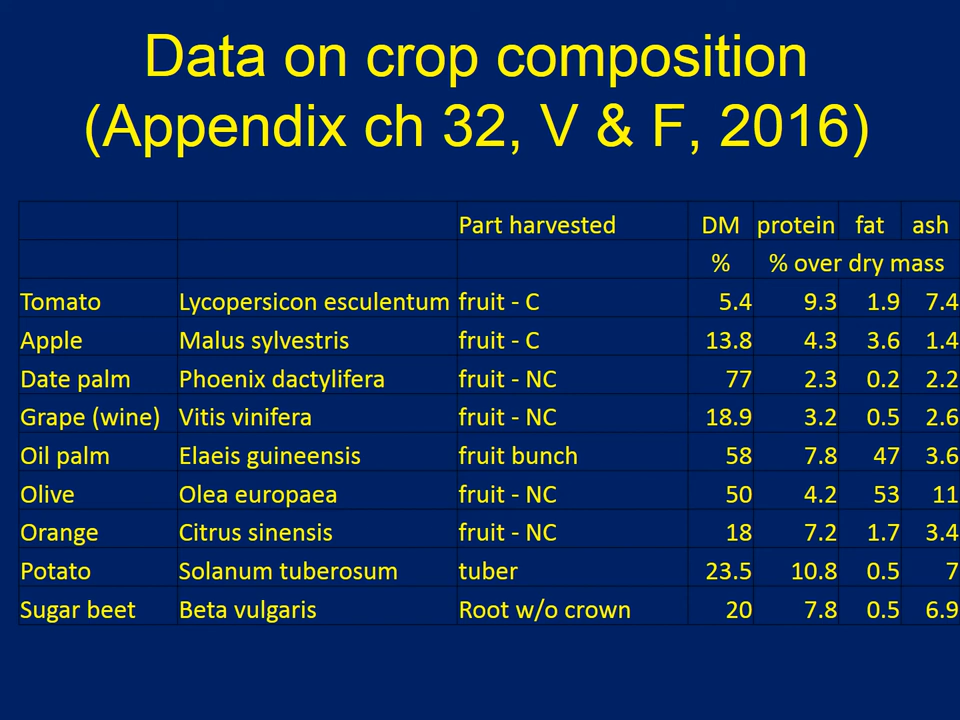 Data on crop composition
(Appendix ch 32, V & F, 2016)
Part harvested DM protein fat ash
% % over dry mass
Tomato Lycopersicon esculentum fruit - C 5.4 9.3 1.9 7.4
Apple Malus sylvestris fruit - C 13.8 4.3 3.6 1.4
Date palm Phoenix dactylifera fruit - NC 77 2.3 0.2 2.2
Grape (wine) Vitis vinifera fruit - NC 18.9 3.2 0.5 2.6
Oil palm Elaeis guineensis fruit bunch 58 7.8 47 3.6
Olive Olea europaea fruit - NC 50 4.2 53 11
Orange Citrus sinensis fruit - NC 18 7.2 1.7 3.4
Potato Solanum tuberosum tuber 23.5 10.8 0.5 7
Sugar beet Beta vulgaris Root w/o crown 20 7.8 0.5 6.9